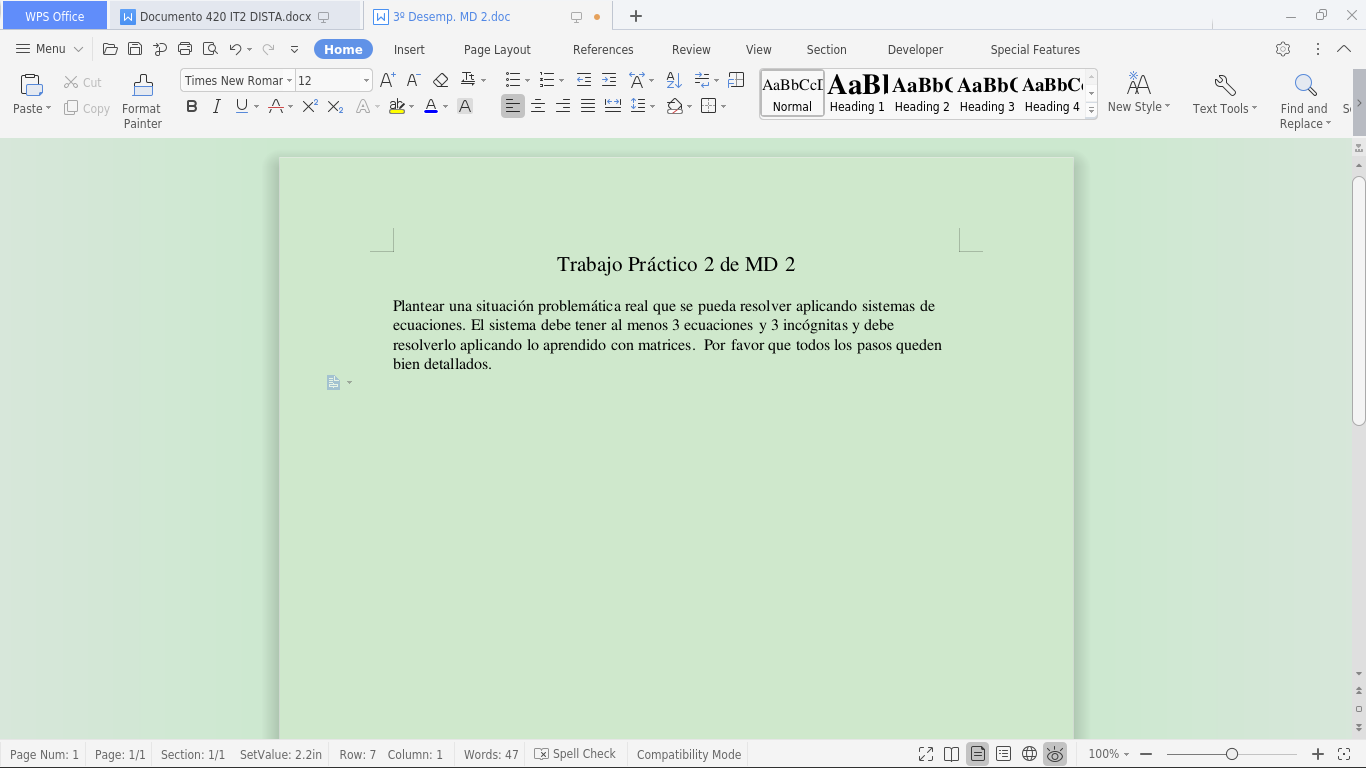 WPS Office
Documento 420 IT2 DISTA.docx
3º Desemp. MD 2.doc
Menu
Home
Insert
Page Layout
References
Review
View
Section
Developer
Special Features
Paste
Cut
Copy
Format
Painter
Times New Roman
12
AaBbCcD
AaBl
AaBb(
AaBb(
AaBbC
Normal
Heading 1
Heading 2
Heading 3
Heading 4
New Style
Text Tools
Find and
Replace
Trabajo Práctico 2 de MD 2
Plantear una situación problemática real que se pueda resolver aplicando sistemas de
ecuaciones. El sistema debe tener al menos 3 ecuaciones y 3 incógnitas y debe
resolverlo aplicando lo aprendido con matrices. Por favor que todos los pasos queden
bien detallados.
Page Num: 1
Page: 1/1
Section: 1/1
SetValue: 2.2in
Row: 7
Column: 1
Words: 47
Spell Check
Compatibility Mode
100%